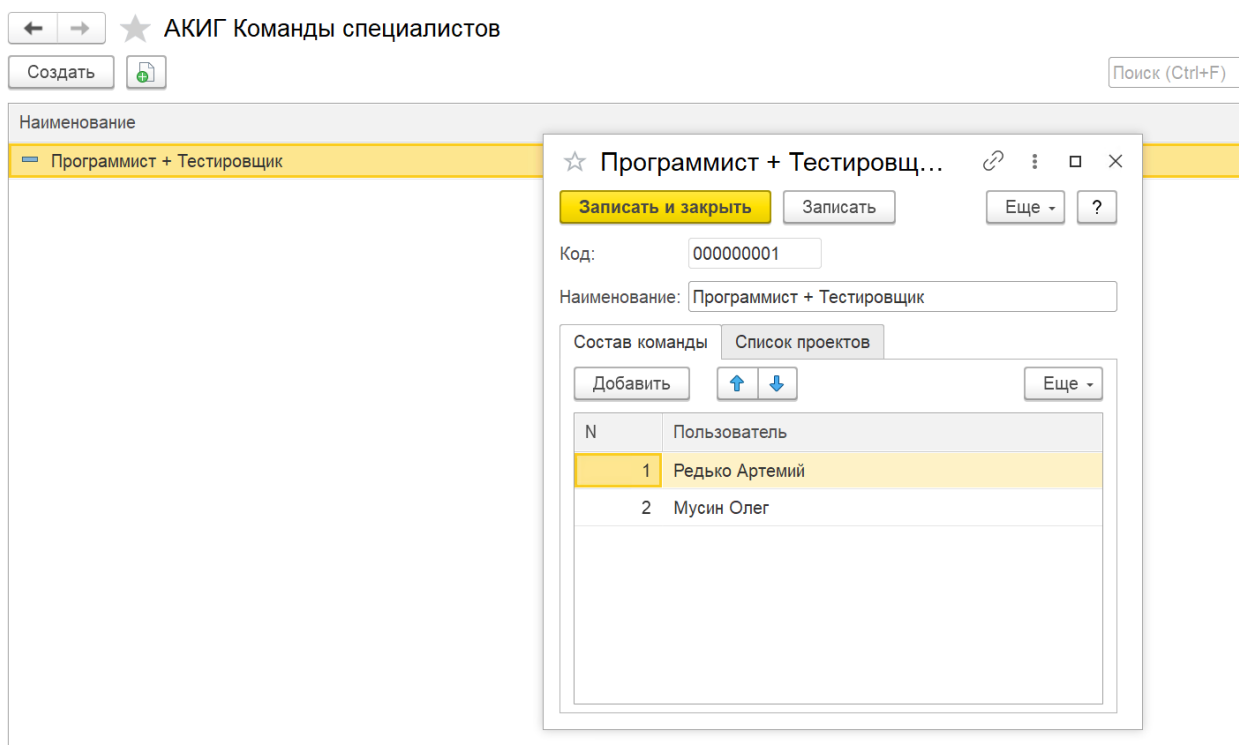 АКИГ Команды специалистов
Создать
Поиск (Ctrl+F)
Наименование
Программист + Тестировщик
Программист + Тестировщ...
Записать и закрыть Записать Еще ?
Код: 000000001
Наименование: Программист + Тестировщик
Состав команды Список проектов
Добавить Еще
N Пользователь
1 Редько Артемий
2 Мусин Олег